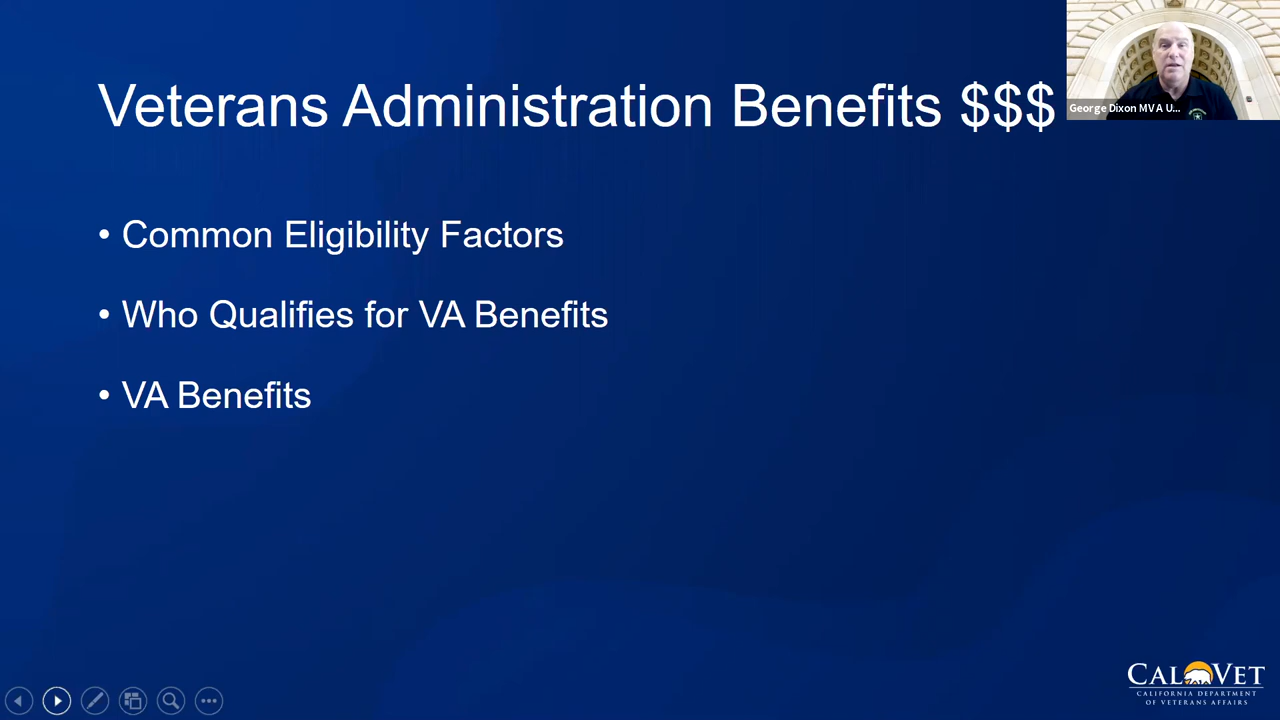 Veterans Administration Benefits $$$
George Dixon MVA U...
• Common Eligibility Factors
• Who Qualifies for VA Benefits
• VA Benefits
CALVET
CALIFORNIA DEPARTMENT
OF VETERANS AFFAIRS